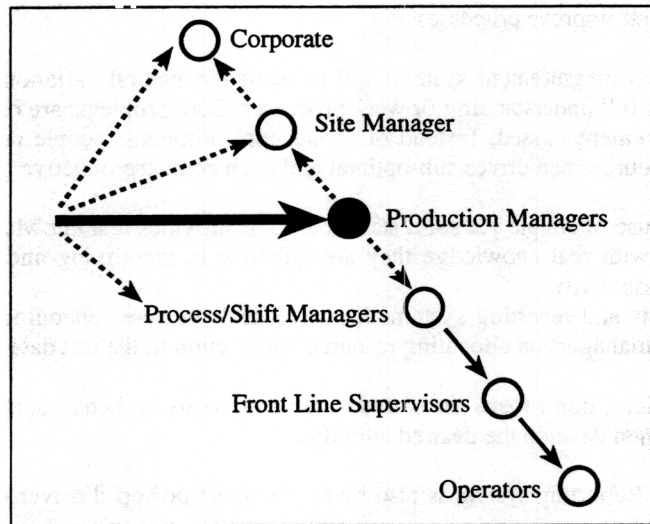 Corporate
Site Manager
Production Managers
Process/Shift Managers
Front Line Supervisors
Operators